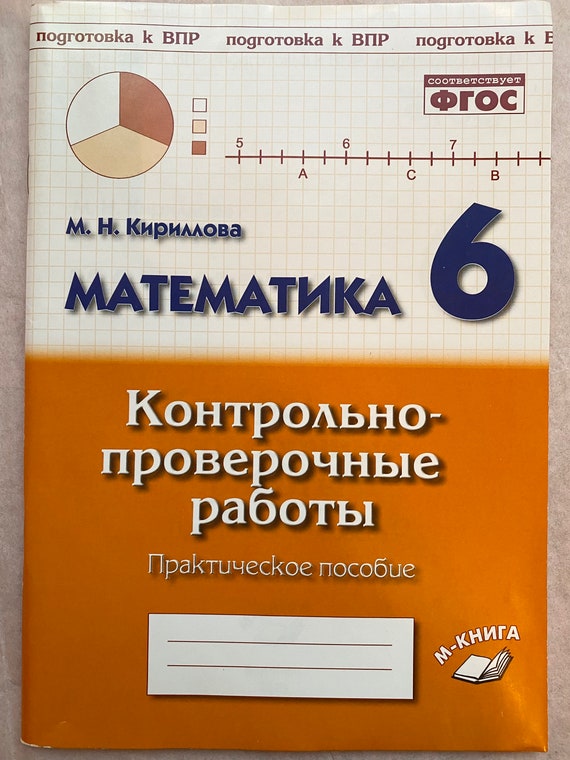 подготовка к ВПР подготовка к ВПР подготовка к В
соответствует
ФГОС
5 6 7
А С В
М. Н. Кириллова
МАТЕМАТИКА 6
Контрольно-
проверочные
работы
Практическое пособие
М-КНИГА